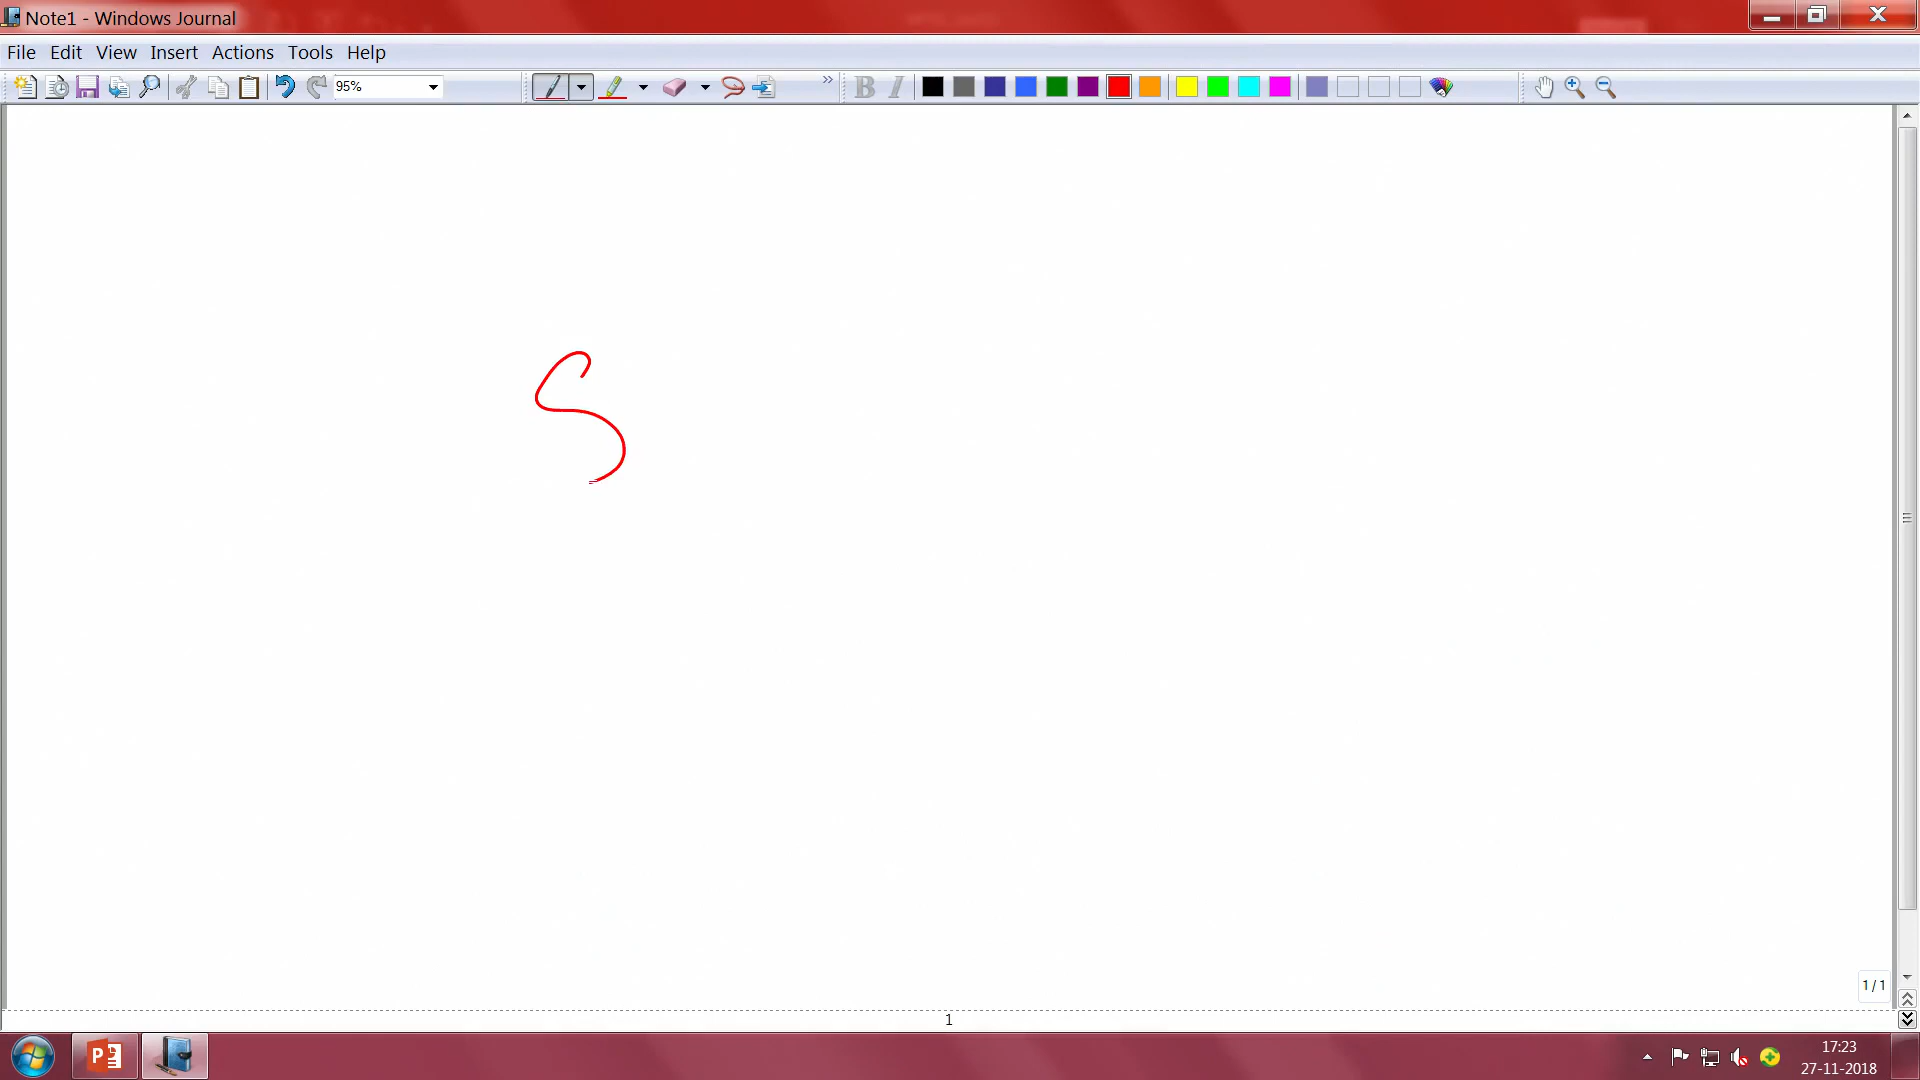 Note1 - Windows Journal
File Edit View Insert Actions Tools Help
95%
B I
S
1 / 1
1
17:23
27-11-2018